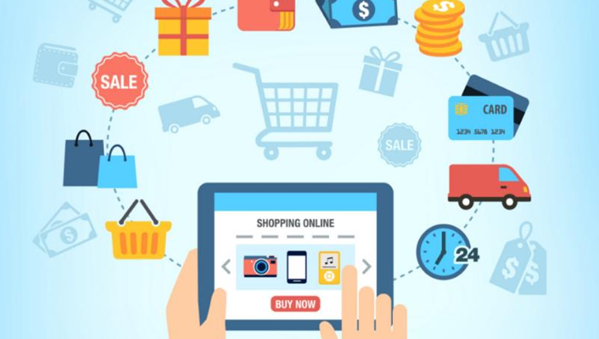 $
$
SALE
CARD
1234 5678 1234
SALE
$
SHOPPING ONLINE
24
$ $
BUY NOW